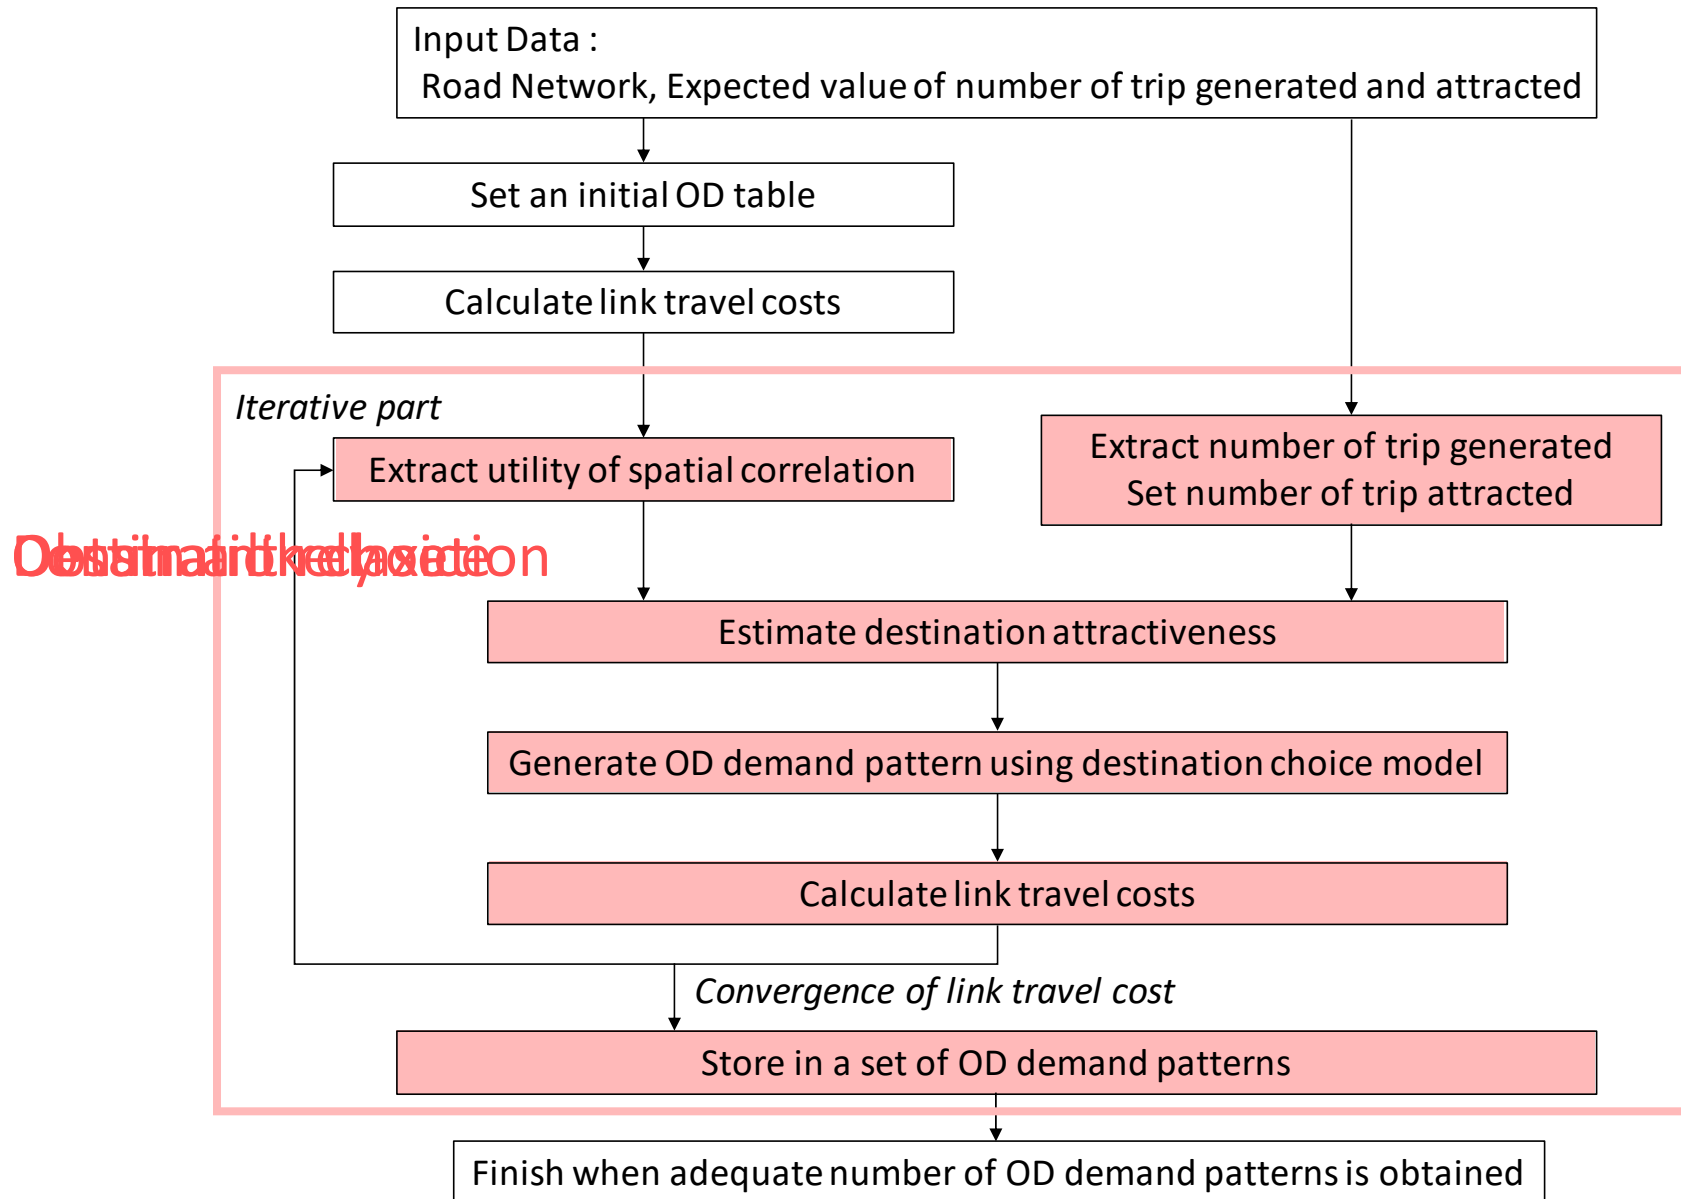 Input Data :
Road Network, Expected value of number of trip generated and attracted
Set an initial OD table
Calculate link travel costs
Iterative part
Extract utility of spatial correlation
Extract number of trip generated
Set number of trip attracted
Estimate destination attractiveness
Generate OD demand pattern using destination choice model
Calculate link travel costs
Convergence of link travel cost
Store in a set of OD demand patterns
Finish when adequate number of OD demand patterns is obtained